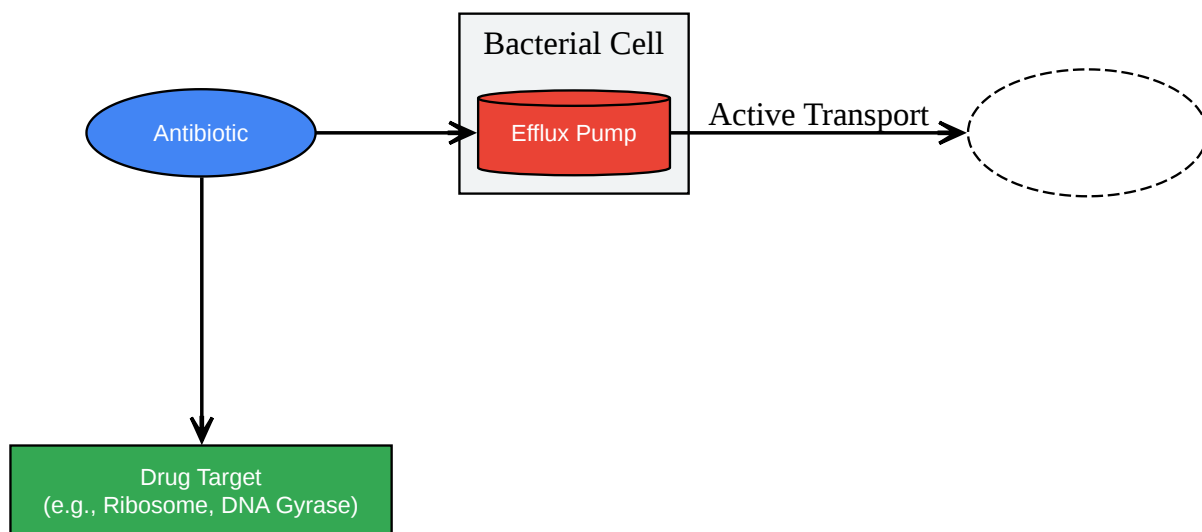 Bacterial Cell
Antibiotic
Efflux Pump
Active Transport
Drug Target
(e.g., Ribosome, DNA Gyrase)